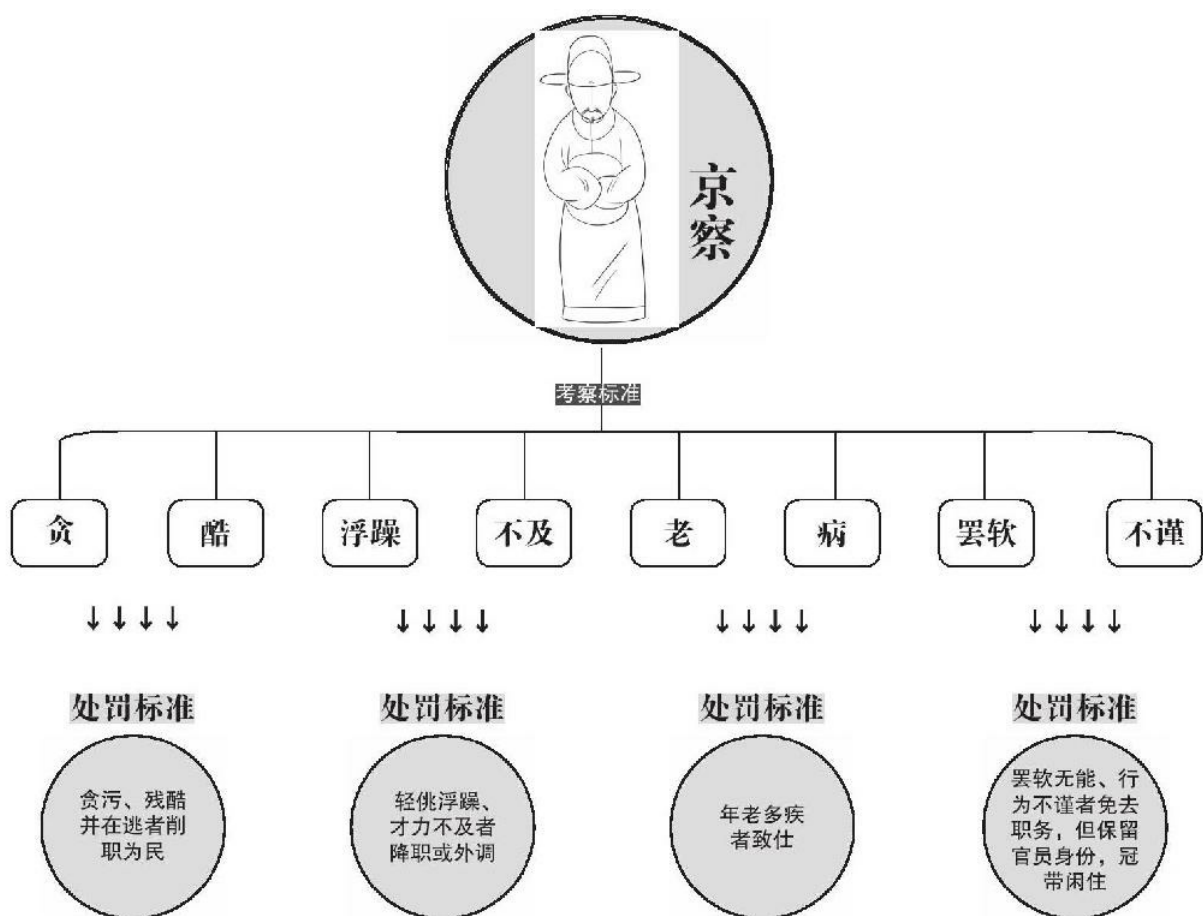 京察
考察标准
贪
酷
浮躁
不及
老
病
罢软
不谨
↓↓↓↓
↓↓↓↓
↓↓↓↓
↓↓↓↓
处罚标准
处罚标准
处罚标准
处罚标准
贪污、残酷
并在逃者削
职为民
轻佻浮躁、
才力不及者
降职或外调
年老多疾
者致仕
罢软无能、行
为不谨者免去
职务，但保留
官员身份，冠
带闲住